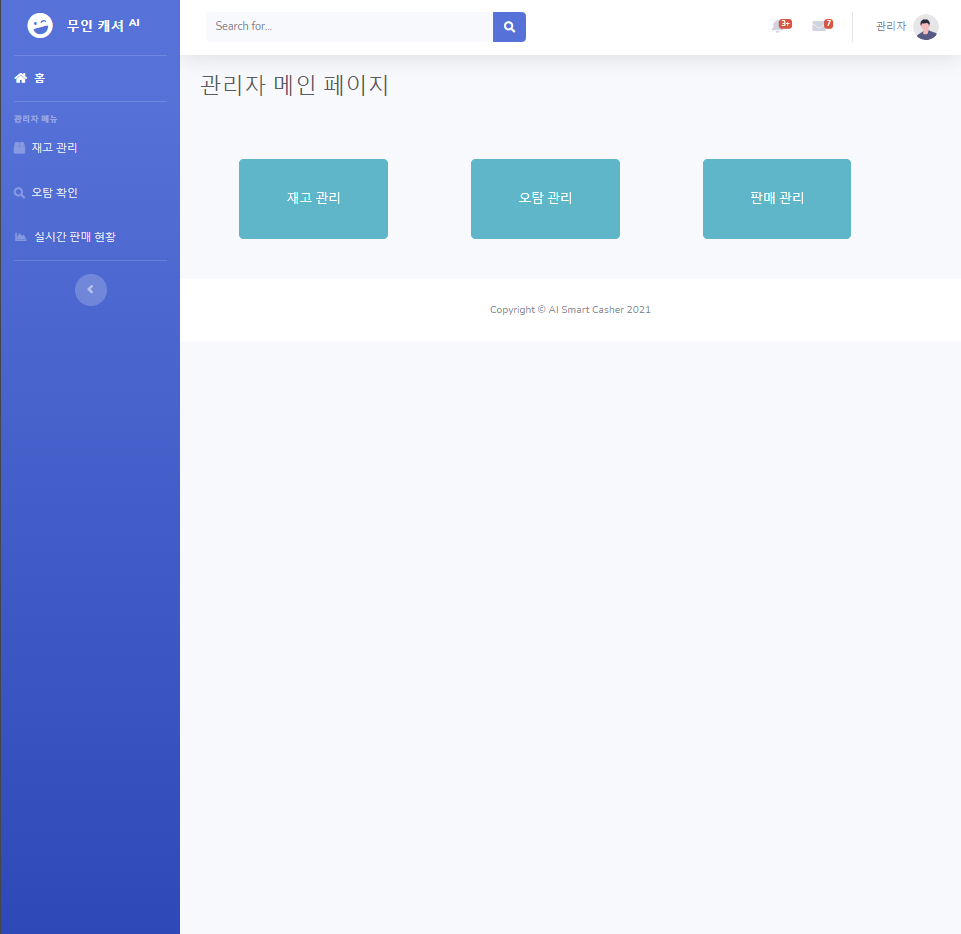 무인 캐셔 AI
Search for...
3+
7
관리자
홈
관리자 메뉴
재고 관리
오탐 확인
실시간 판매 현황
관리자 메인 페이지
재고 관리
오탐 관리
판매 관리
Copyright © AI Smart Casher 2021